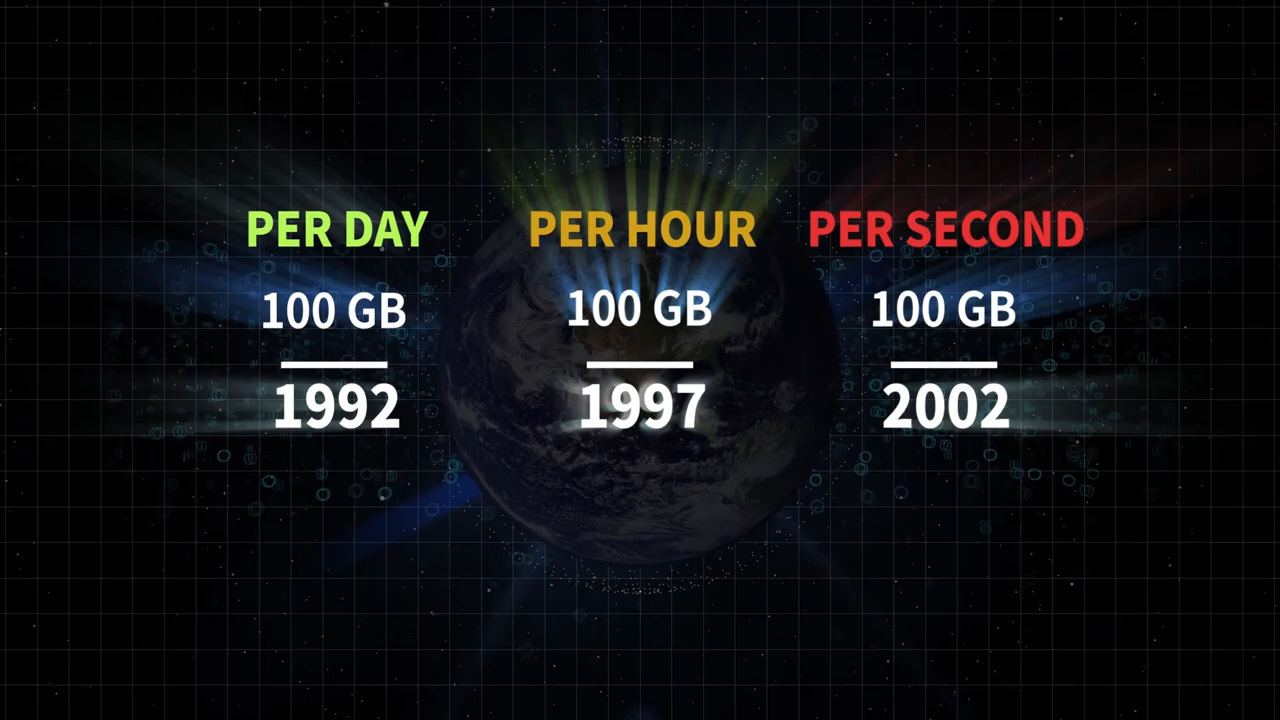 PER DAY
100 GB
1992
PER HOUR
100 GB
1997
PER SECOND
100 GB
2002